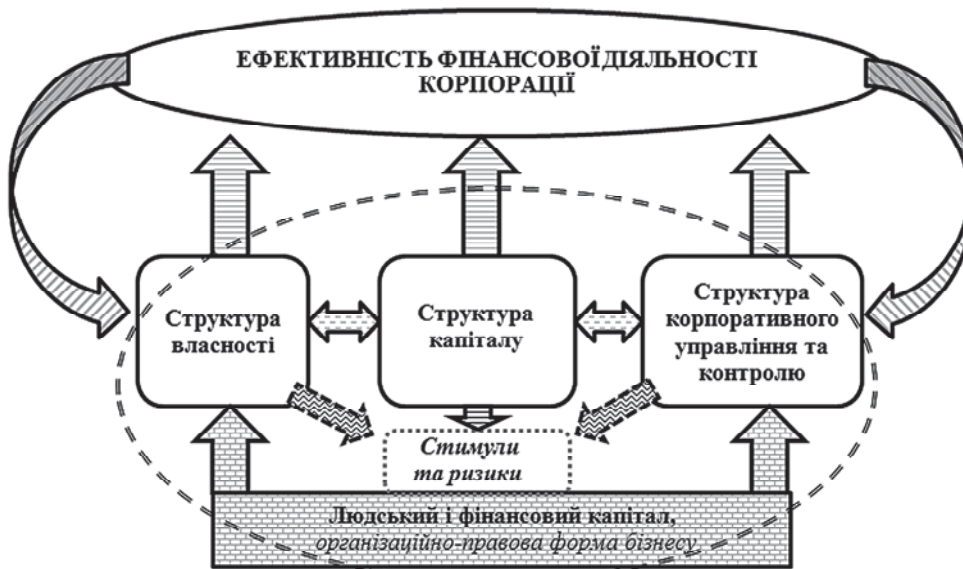 ЕФЕКТИВНІСТЬ ФІНАНСОВОЇ ДІЯЛЬНОСТІ
КОРПОРАЦІЇ
Структура
власності
Структура
капіталу
Структура
корпоративного
управління та
контролю
Стимули
та ризики
Людський і фінансовий капітал,
організаційно-правова форма бізнесу